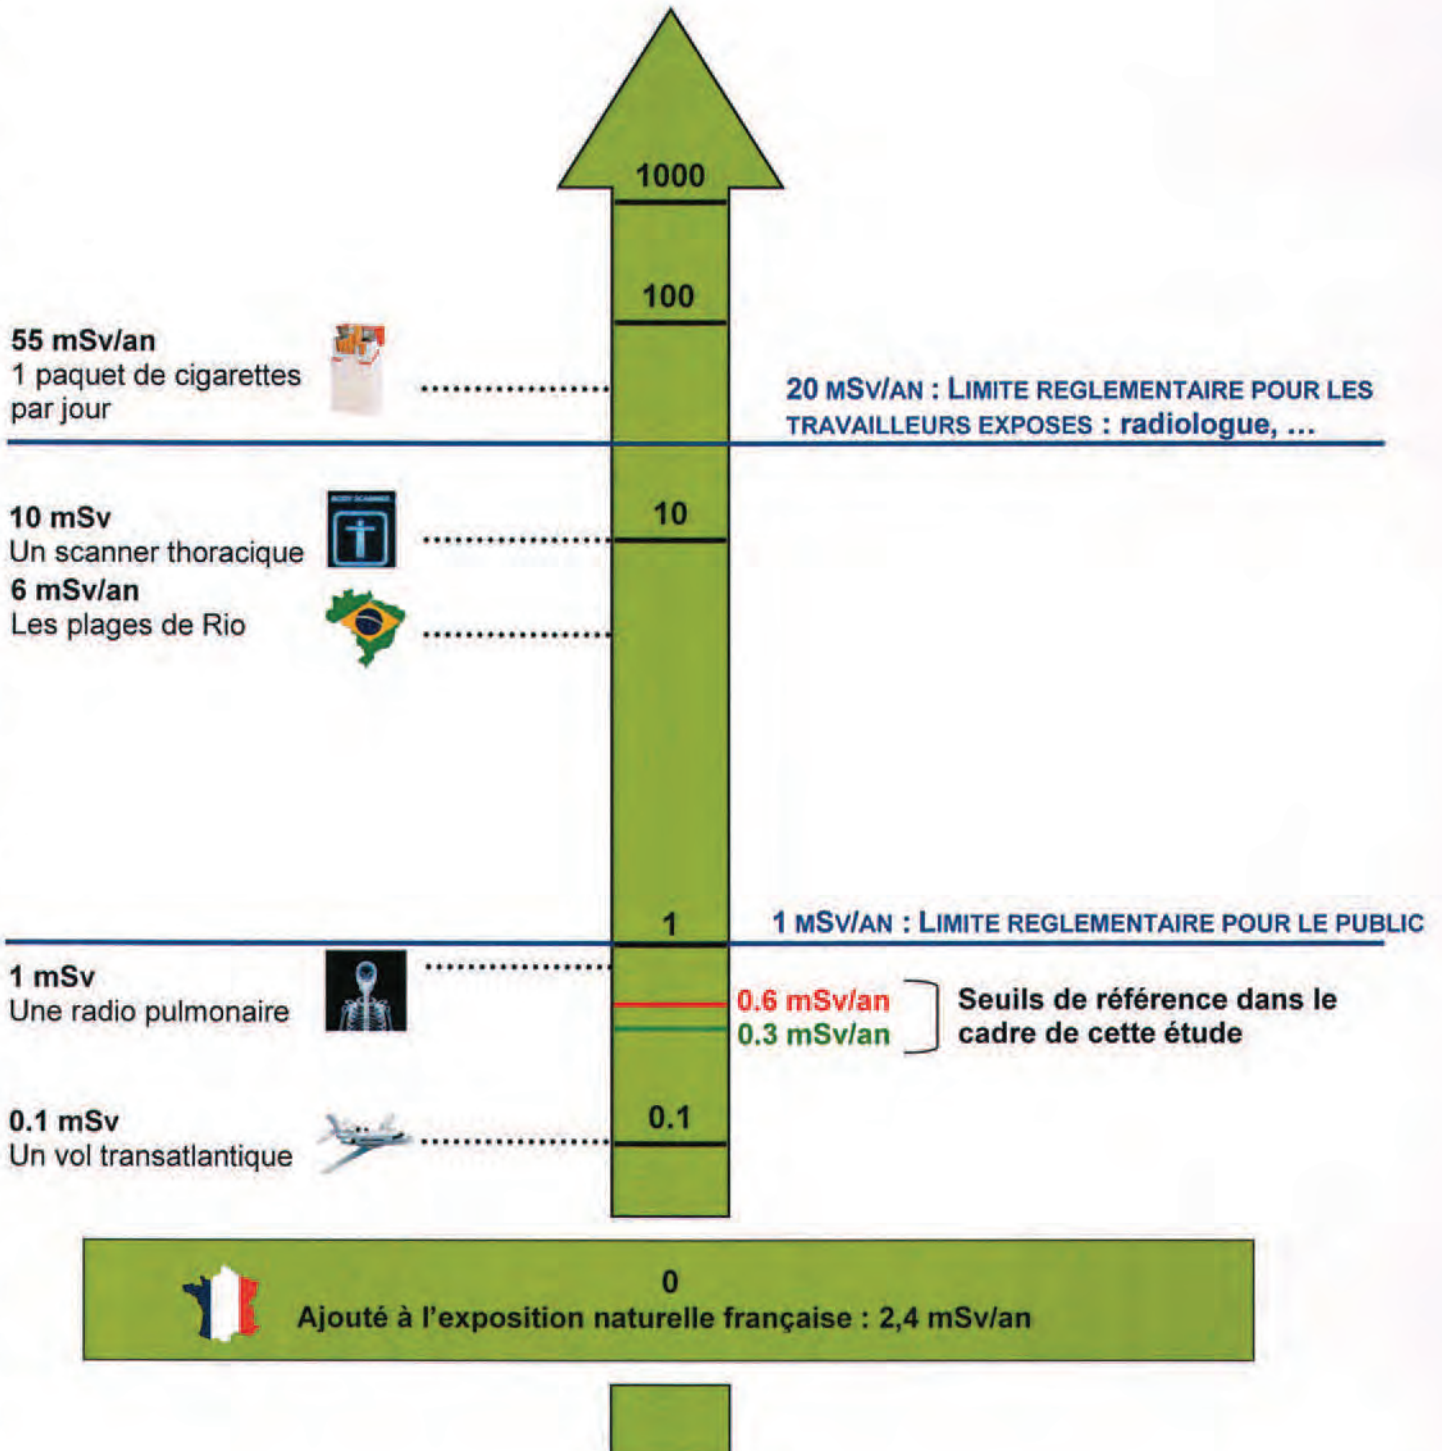 1000
100
55 mSv/an
1 paquet de cigarettes
par jour
20 MSV/AN : LIMITE REGLEMENTAIRE POUR LES
TRAVAILLEURS EXPOSES : radiologue, ...
10 mSv
Un scanner thoracique
BODY SCANNER
10
6 mSv/an
Les plages de Rio
1
1 MSV/AN : LIMITE REGLEMENTAIRE POUR LE PUBLIC
1 mSv
Une radio pulmonaire
0.6 mSv/an
0.3 mSv/an
Seuils de référence dans le
cadre de cette étude
0.1 mSv
Un vol transatlantique
0.1
0
Ajouté à l'exposition naturelle française : 2,4 mSv/an